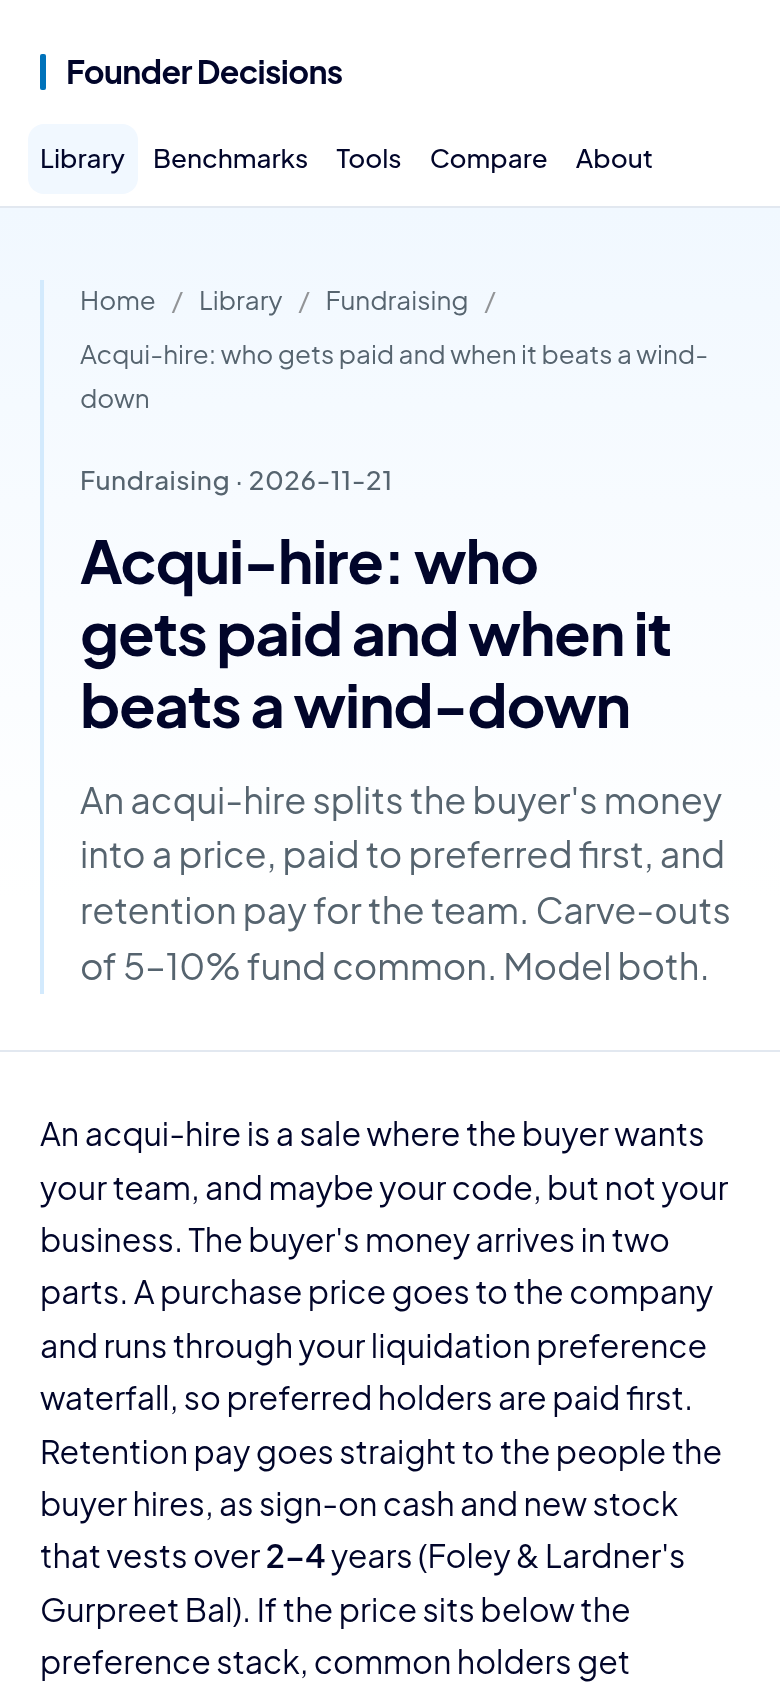 Founder Decisions
Library Benchmarks Tools Compare About
Home / Library / Fundraising /
Acqui-hire: who gets paid and when it beats a wind-
down
Fundraising · 2026-11-21
Acqui-hire: who
gets paid and when it
beats a wind-down
An acqui-hire splits the buyer's money
into a price, paid to preferred first, and
retention pay for the team. Carve-outs
of 5–10% fund common. Model both.
An acqui-hire is a sale where the buyer wants
your team, and maybe your code, but not your
business. The buyer's money arrives in two
parts. A purchase price goes to the company
and runs through your liquidation preference
waterfall, so preferred holders are paid first.
Retention pay goes straight to the people the
buyer hires, as sign-on cash and new stock
that vests over 2–4 years (Foley & Lardner's
Gurpreet Bal). If the price sits below the
preference stack, common holders get